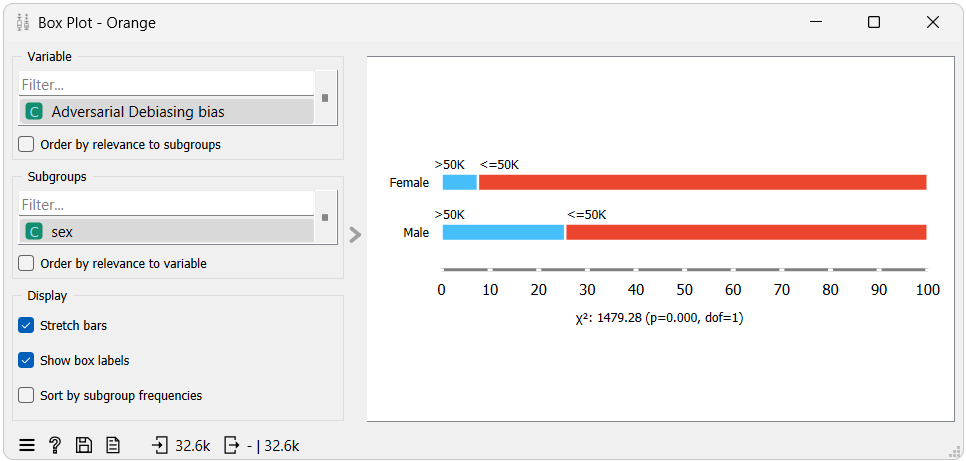 Box Plot - Orange
Variable
Filter...
C Adversarial Debiasing bias
Order by relevance to subgroups
Subgroups
Filter...
C sex
Order by relevance to variable
Display
Stretch bars
Show box labels
Sort by subgroup frequencies
>50K <=50K
Female
>50K <=50K
Male
0 10 20 30 40 50 60 70 80 90 100
χ²: 1479.28 (p=0.000, dof=1)
32.6k - | 32.6k